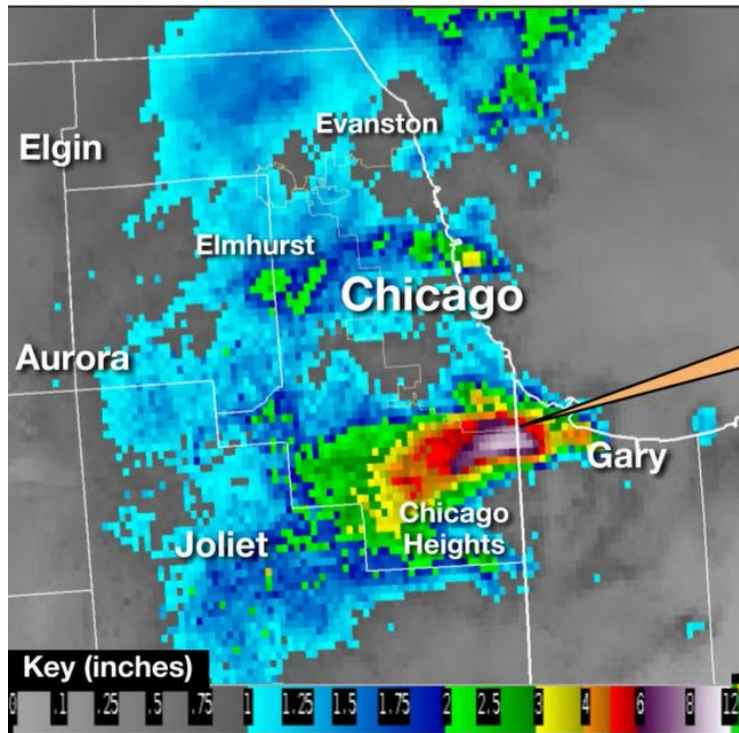 Evanston
Elgin
Elmhurst
Chicago
Aurora
Gary
Chicago
Heights
Joliet
Key (inches)
0 .1 .25 .5 .75 1 1.25 1.5 1.75 2 2.5 3 4 6 8 12